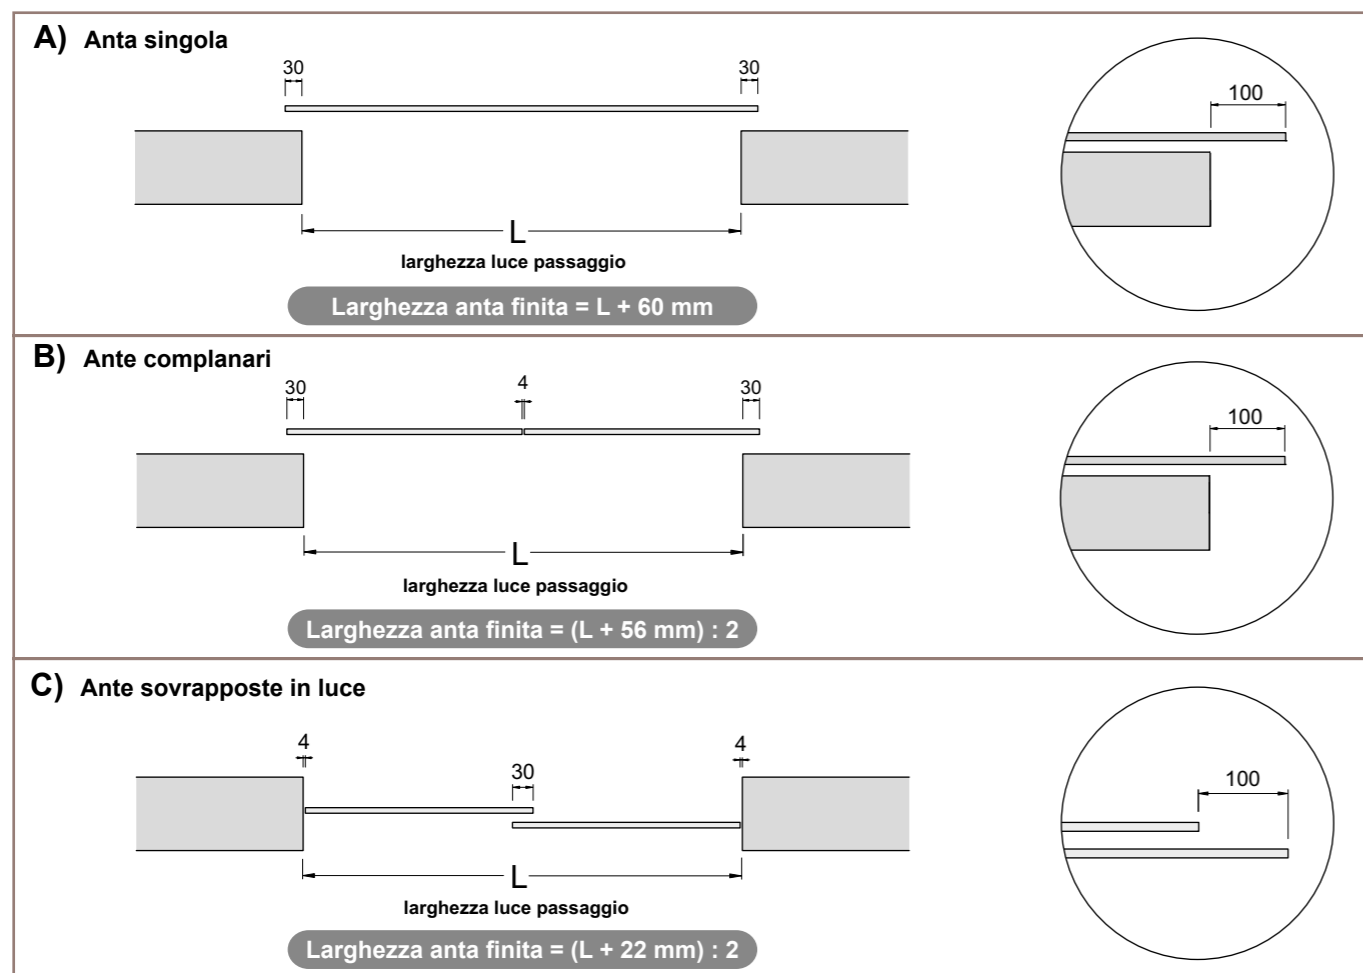 A) Anta singola
30 30
100
L
larghezza luce passaggio
Larghezza anta finita = L + 60 mm
B) Ante complanari
30 4 30
100
L
larghezza luce passaggio
Larghezza anta finita = (L + 56 mm) : 2
C) Ante sovrapposte in luce
4 30 4
100
L
larghezza luce passaggio
Larghezza anta finita = (L + 22 mm) : 2